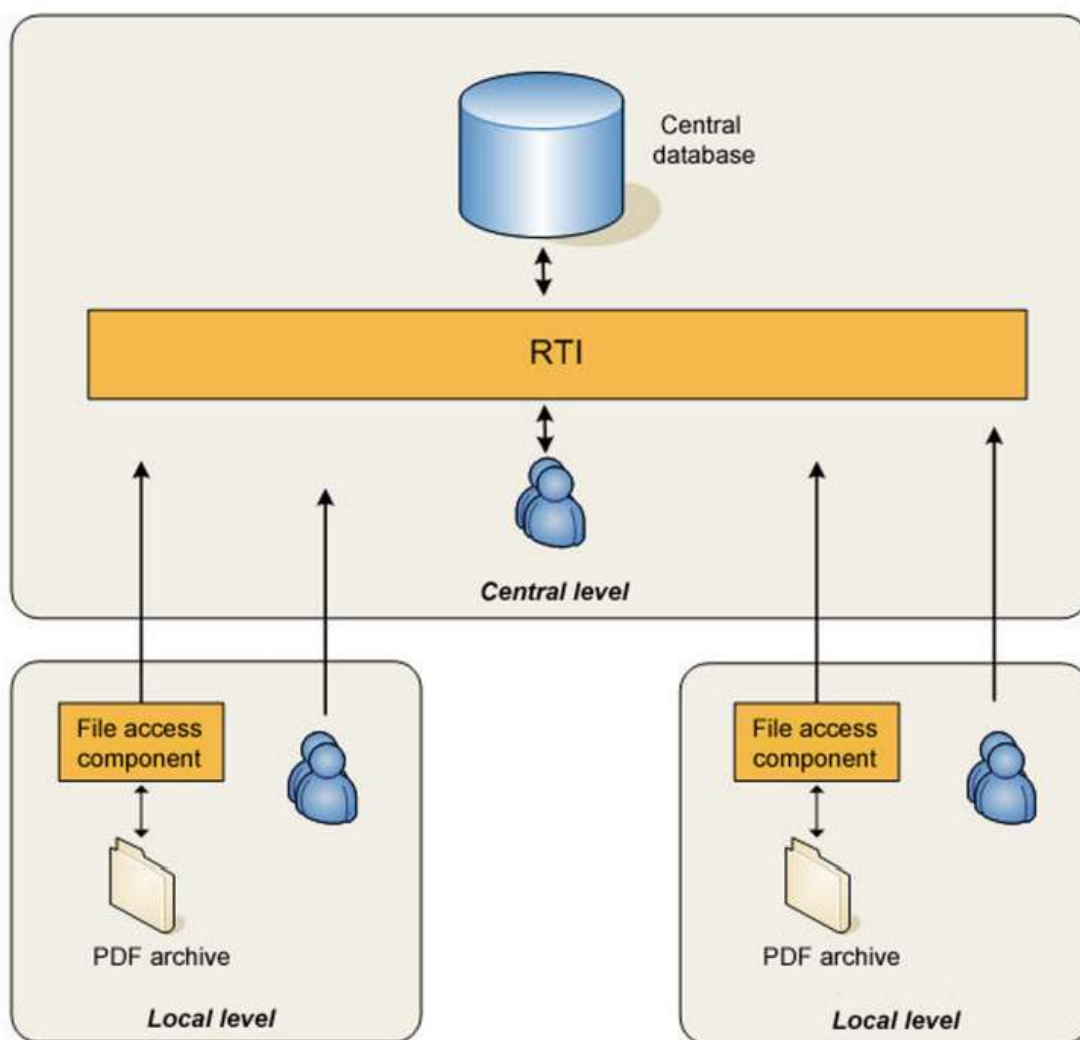 Central
database
RTI
Central level
File access
component
PDF archive
Local level
File access
component
PDF archive
Local level